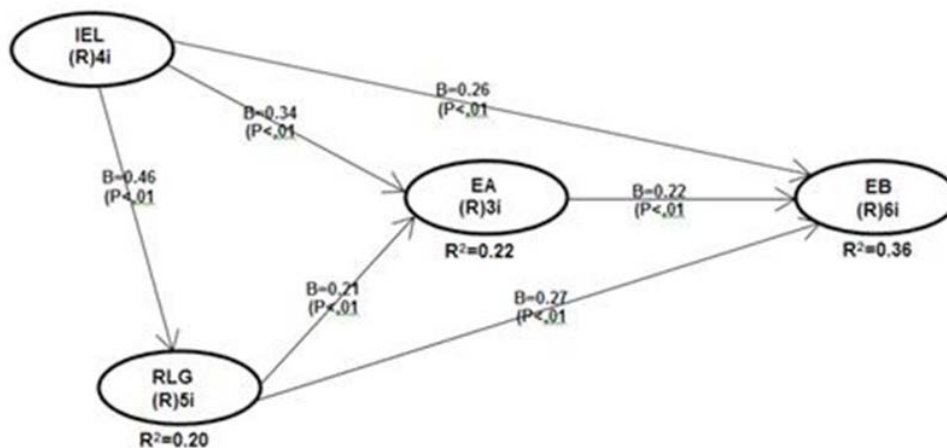 IEL
(R)4i
B=0.26
(P<,01
B=0.34
(P<,01
B=0.46
(P<,01
EA
(R)3i
R²=0.22
B=0.22
(P<,01
EB
(R)6i
R²=0.36
B=0.21
(P<,01
B=0.27
(P<,01
RLG
(R)5i
R²=0.20